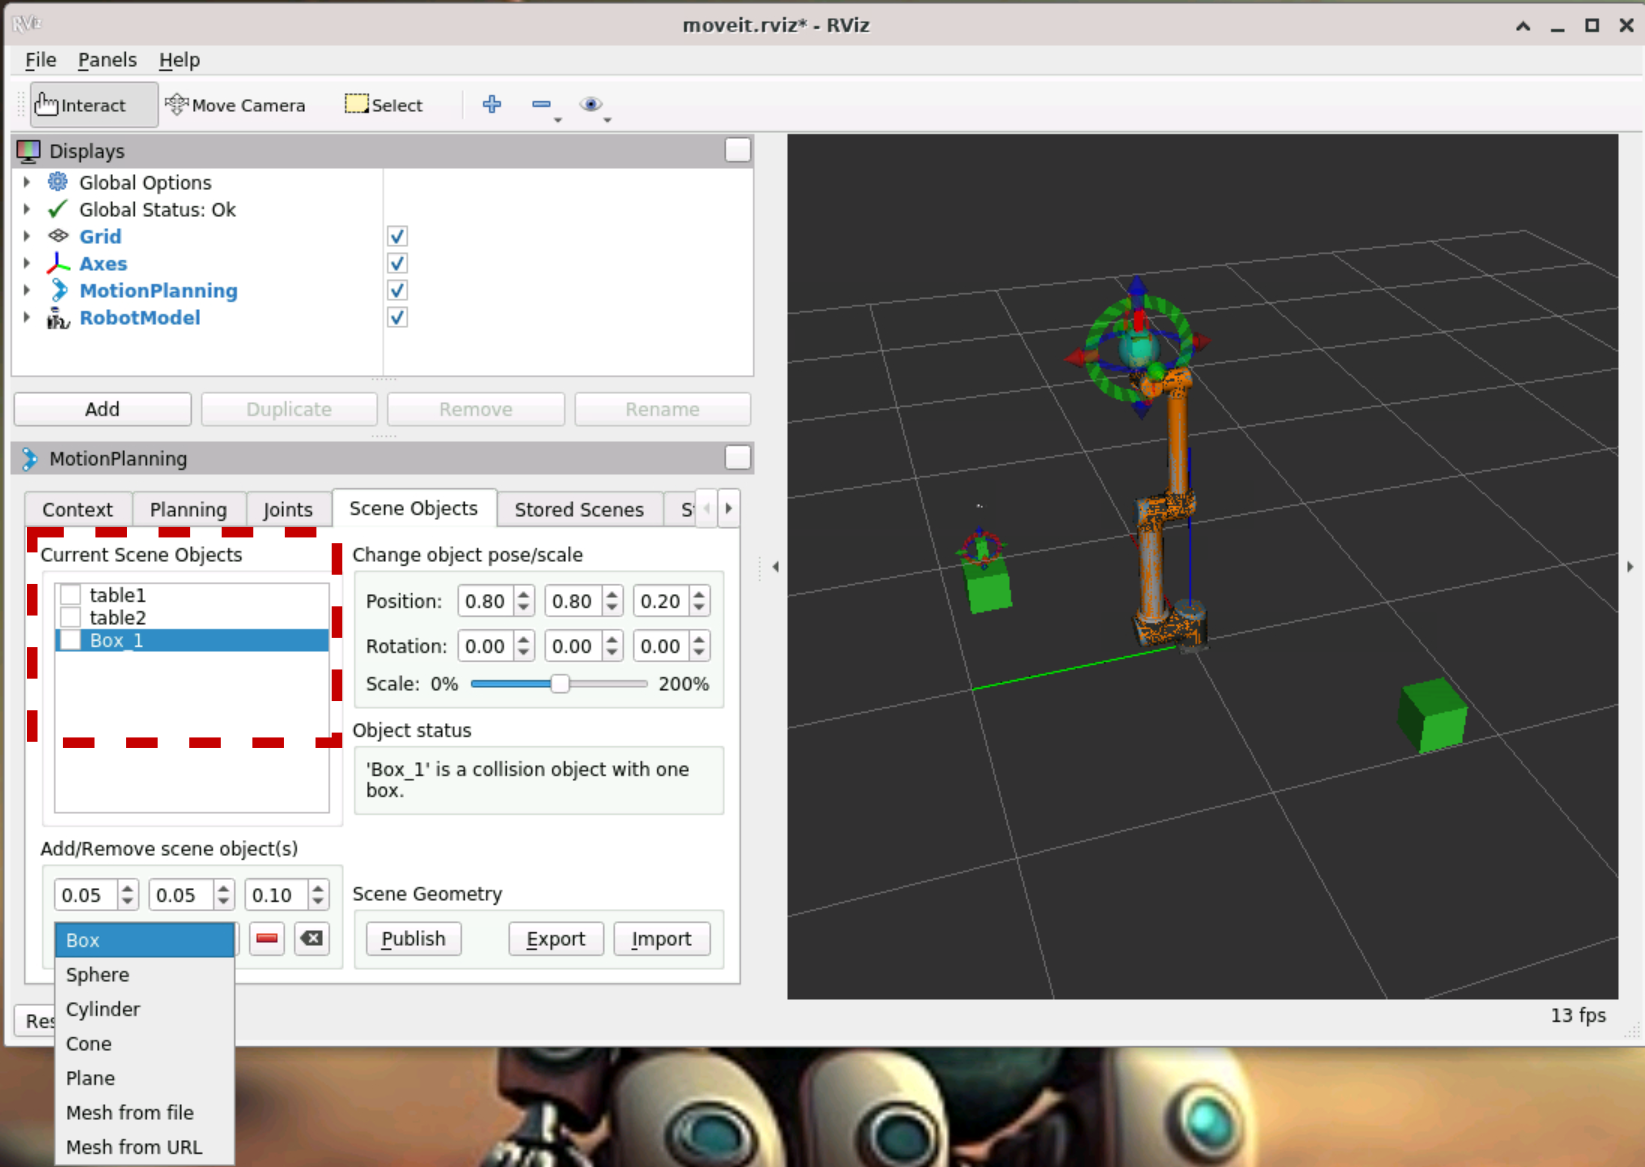 RViz
moveit.rviz* - RViz
File Panels Help
Interact Move Camera Select
Displays
Global Options
Global Status: Ok
Grid
Axes
MotionPlanning
RobotModel
Add Duplicate Remove Rename
MotionPlanning
Context Planning Joints Scene Objects Stored Scenes S
Current Scene Objects
table1
table2
Box_1
Change object pose/scale
Position: 0.80 0.80 0.20
Rotation: 0.00 0.00 0.00
Scale: 0% 200%
Object status
'Box_1' is a collision object with one
box.
Add/Remove scene object(s)
0.05 0.05 0.10
Box
Sphere
Cylinder
Cone
Plane
Mesh from file
Mesh from URL
Scene Geometry
Publish Export Import
Res
13 fps